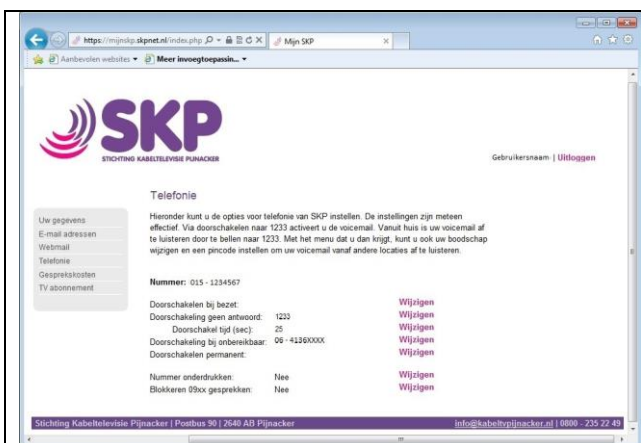 https://mijnskp.skpnet.nl/index.php
Mijn SKP
Aanbevolen websites
Meer invoegtoepassin...
SKP
STICHTING KABELTELEVISIE PIJNACKER
Gebruikersnaam | Uitloggen
Telefonie
Uw gegevens
E-mail adressen
Webmail
Telefonie
Gesprekskosten
TV abonnement
Hieronder kunt u de opties voor telefonie van SKP instellen. De instellingen zijn meteen
effectief. Via doorschakelen naar 1233 activeert u de voicemail. Vanuit huis is uw voicemail af
te luisteren door te bellen naar 1233. Met het menu dat u dan krijgt, kunt u ook uw boodschap
wijzigen en een pincode instellen om uw voicemail vanaf andere locaties af te luisteren.
Nummer: 015 - 1234567
Doorschakelen bij bezet: Wijzigen
Doorschakeling geen antwoord: 1233 Wijzigen
Doorschakel tijd (sec): 25 Wijzigen
Doorschakeling bij onbereikbaar: 06 - 4136XXXX Wijzigen
Doorschakelen permanent: Wijzigen
Nummer onderdrukken: Nee Wijzigen
Blokkeren 09xx gesprekken: Nee Wijzigen
Stichting Kabeltelevisie Pijnacker | Postbus 90 | 2640 AB Pijnacker info@kabeltvpijnacker.nl | 0800 - 235 22 49